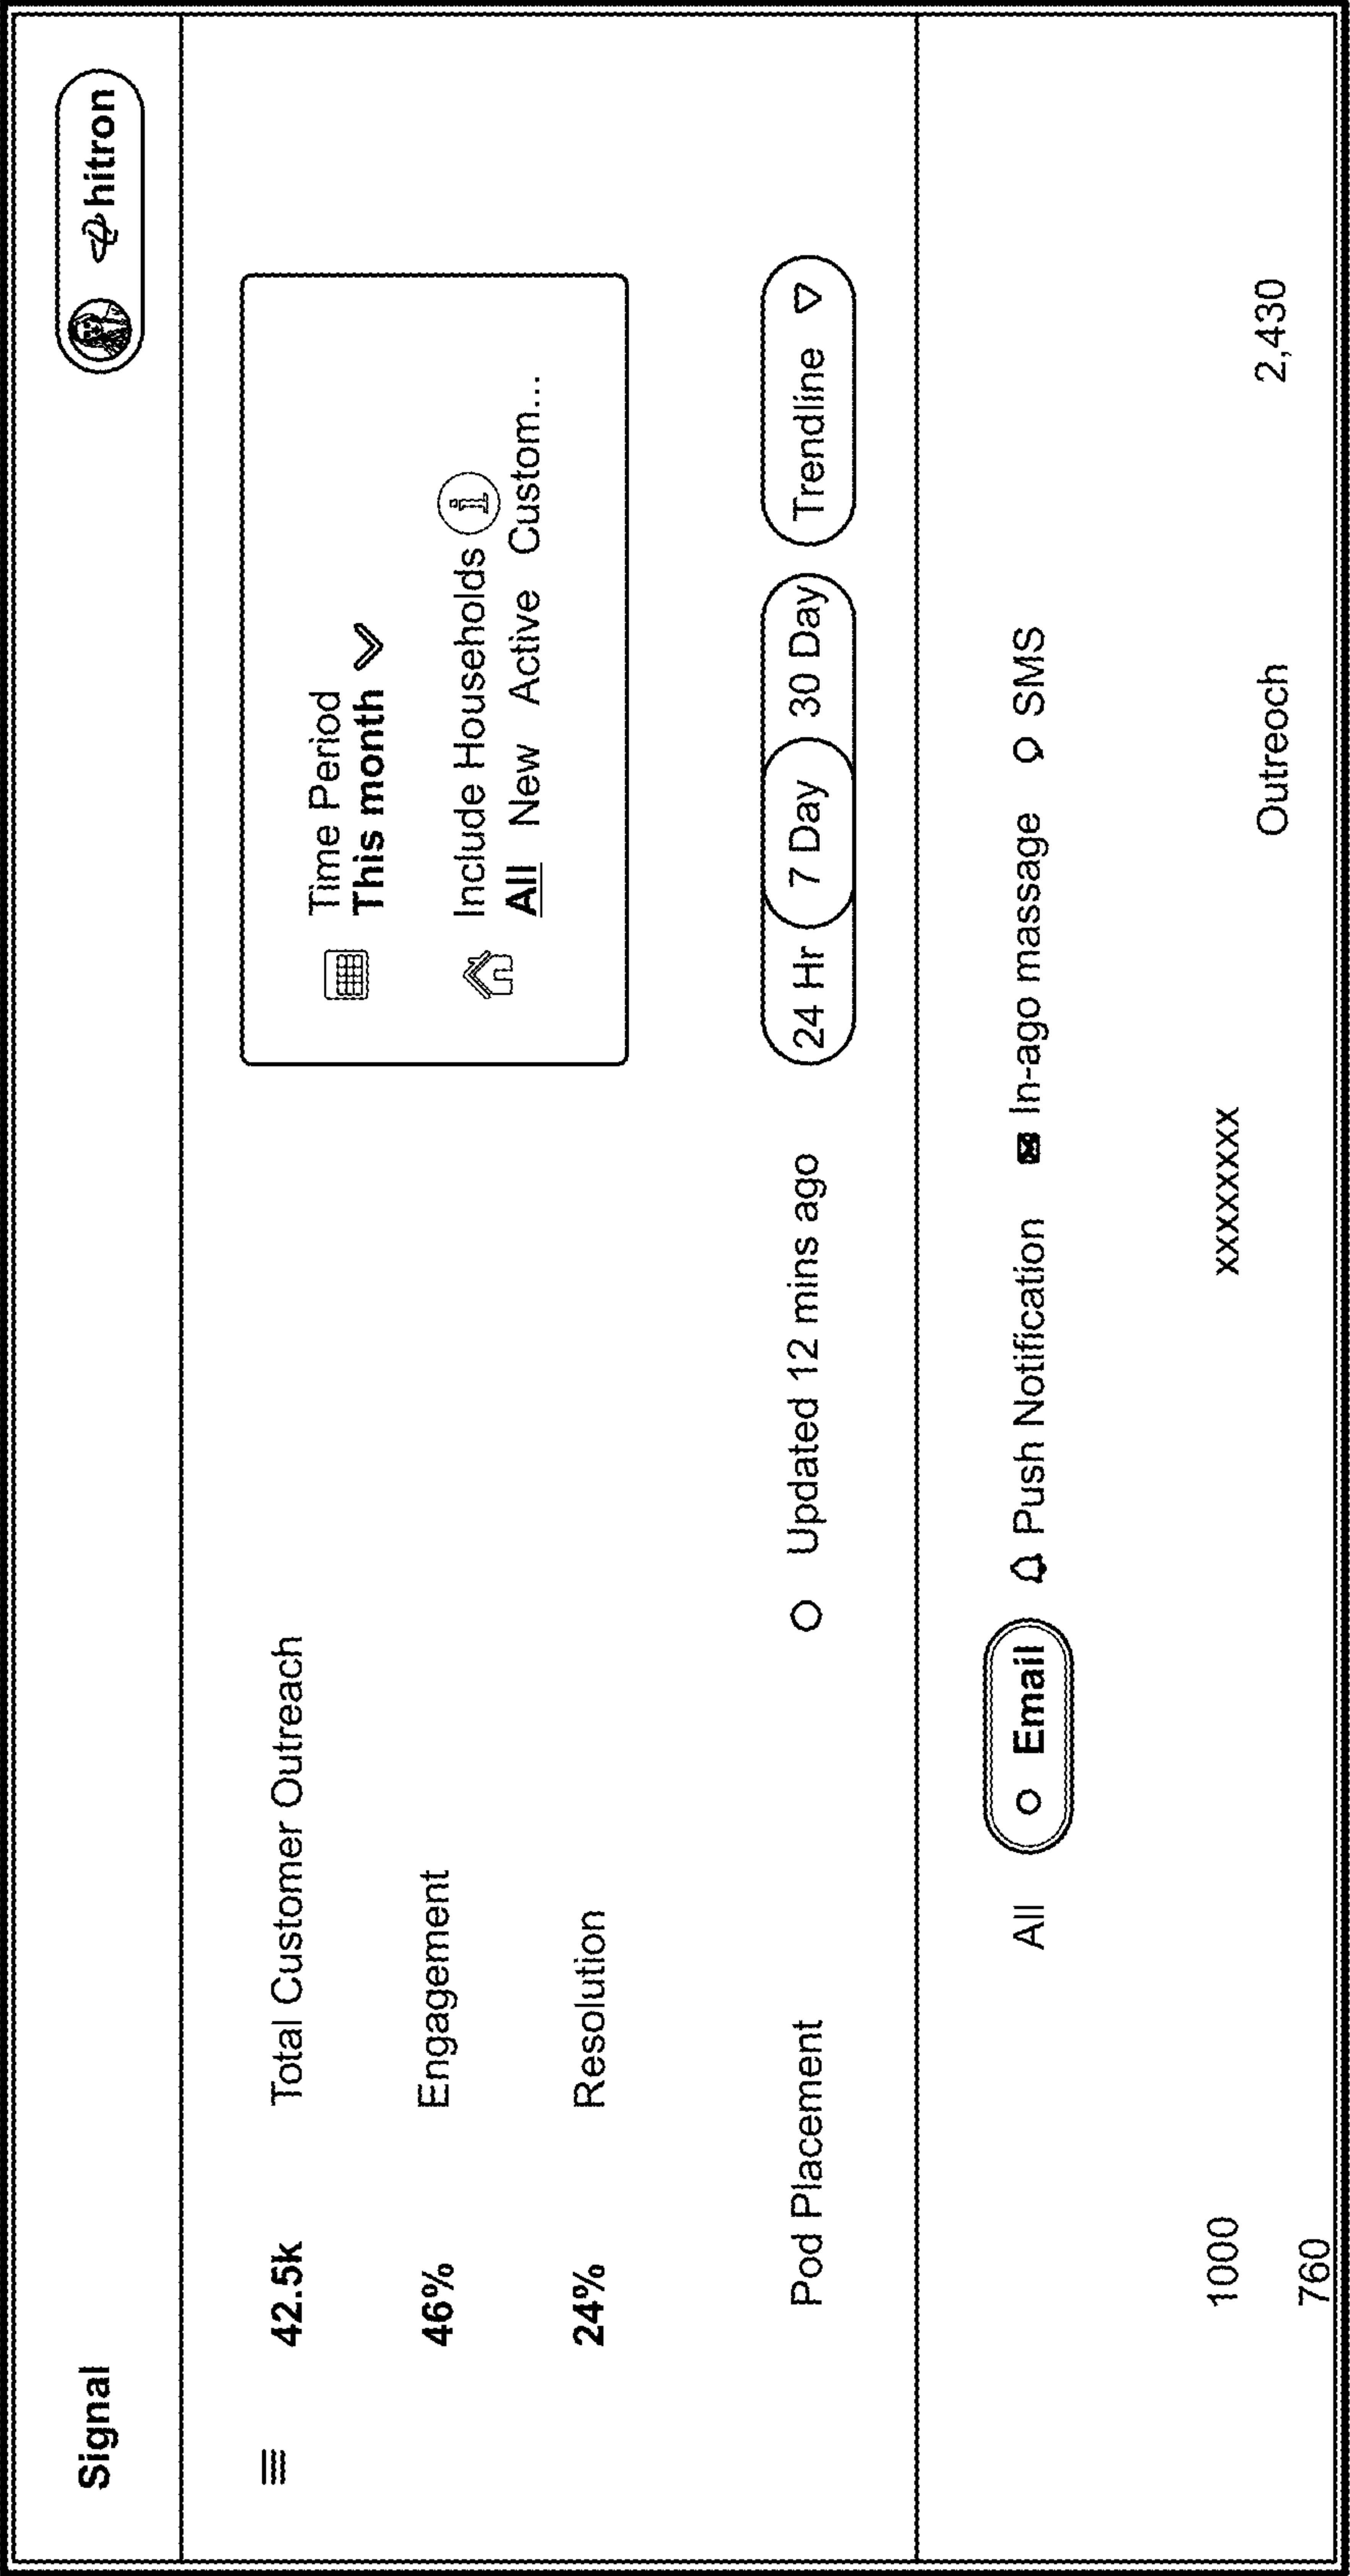 Signal
hitron
42.5k Total Customer Outreach
46% Engagement
24% Resolution
Time Period
This month
Include Households i
All New Active Custom...
Pod Placement
Updated 12 mins ago
24 Hr 7 Day 30 Day Trendline
All Email Push Notification In-ago massage SMS
1000 xxxxxxxx
Outreoch 2,430
760